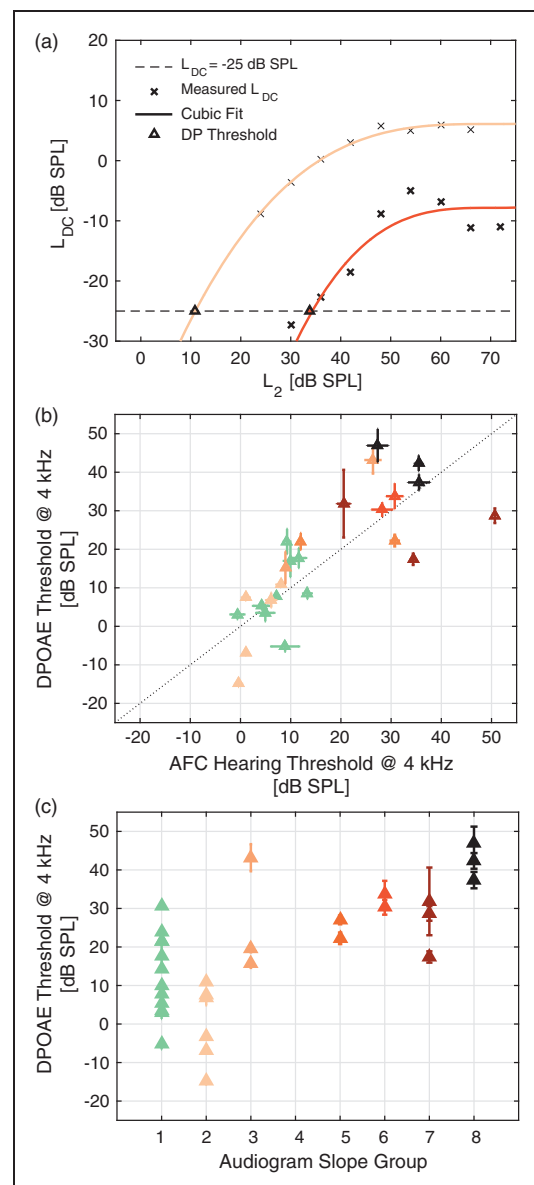 (a)
20
10
0
-10
-20
-30
L_DC [dB SPL]
L_DC = -25 dB SPL
Measured L_DC
Cubic Fit
DP Threshold
0 10 20 30 40 50 60 70
L_2 [dB SPL]
(b)
50
40
30
20
10
0
-10
-20
DPOAE Threshold @ 4 kHz
[dB SPL]
-20 -10 0 10 20 30 40 50
AFC Hearing Threshold @ 4 kHz
[dB SPL]
(c)
50
40
30
20
10
0
-10
-20
DPOAE Threshold @ 4 kHz
[dB SPL]
1 2 3 4 5 6 7 8
Audiogram Slope Group